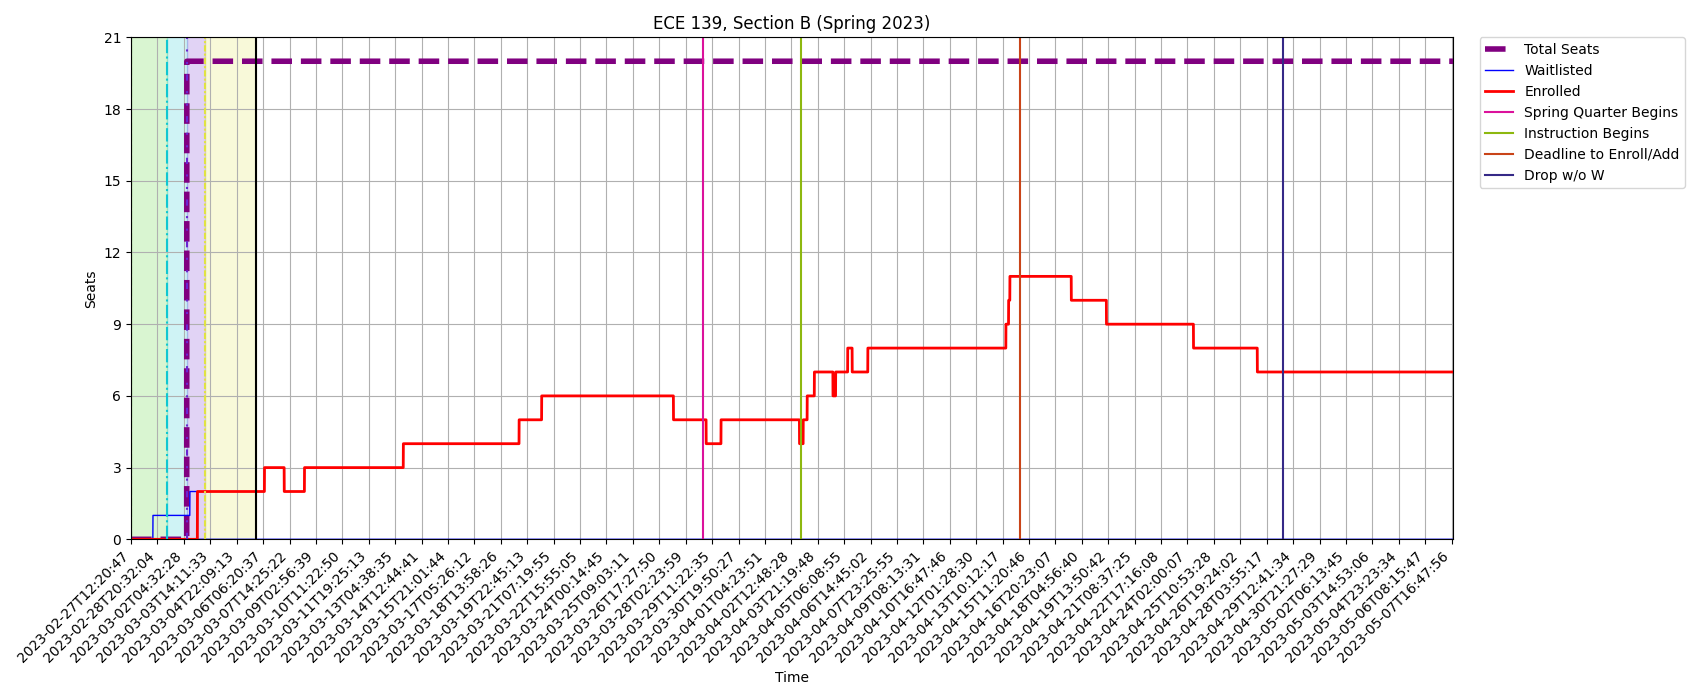 ECE 139, Section B (Spring 2023)
21
18
15
12
9
6
3
0
Seats
Total Seats
Waitlisted
Enrolled
Spring Quarter Begins
Instruction Begins
Deadline to Enroll/Add
Drop w/o W
2023-02-27T12:20:47
2023-02-28T20:32:04
2023-03-02T04:32:28
2023-03-03T14:11:33
2023-03-04T22:09:13
2023-03-06T06:20:37
2023-03-07T14:25:22
2023-03-09T02:56:39
2023-03-10T11:22:50
2023-03-11T19:25:13
2023-03-13T04:38:35
2023-03-14T12:44:41
2023-03-15T21:01:44
2023-03-17T05:26:12
2023-03-18T13:58:26
2023-03-19T22:45:13
2023-03-21T07:19:55
2023-03-22T15:55:05
2023-03-24T00:14:45
2023-03-25T09:03:11
2023-03-26T17:27:50
2023-03-28T02:23:59
2023-03-29T11:22:35
2023-03-30T19:50:27
2023-04-01T04:23:51
2023-04-02T12:48:28
2023-04-03T21:19:48
2023-04-05T06:08:55
2023-04-06T14:45:02
2023-04-07T23:25:55
2023-04-09T08:13:31
2023-04-10T16:47:46
2023-04-12T01:28:30
2023-04-13T10:12:17
2023-04-15T11:20:46
2023-04-16T20:23:07
2023-04-18T04:56:40
2023-04-19T13:50:42
2023-04-21T08:37:25
2023-04-22T17:16:08
2023-04-24T02:00:07
2023-04-25T10:53:28
2023-04-26T19:24:02
2023-04-28T03:55:17
2023-04-29T12:41:34
2023-04-30T21:27:29
2023-05-02T06:13:45
2023-05-03T14:53:06
2023-05-04T23:23:34
2023-05-06T08:15:47
2023-05-07T16:47:56
Time